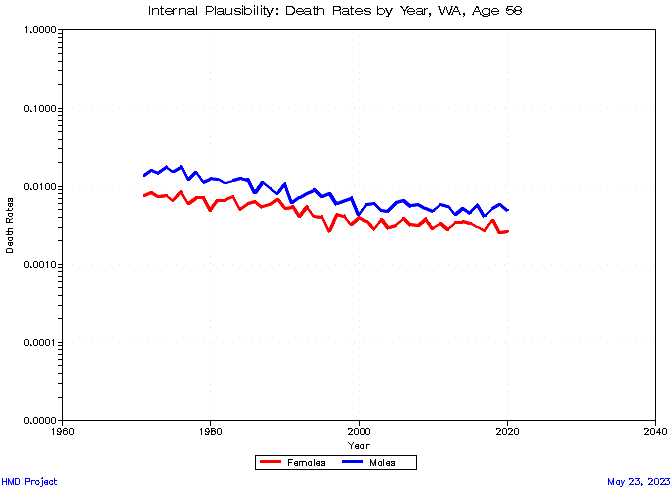 Internal Plausibility: Death Rates by Year, WA, Age 58
1.0000
0.1000
0.0100
0.0010
0.0001
0.0000
Death Rates
1960
1980
2000
2020
2040
Year
Females
Males
HMD Project
May 23, 2023